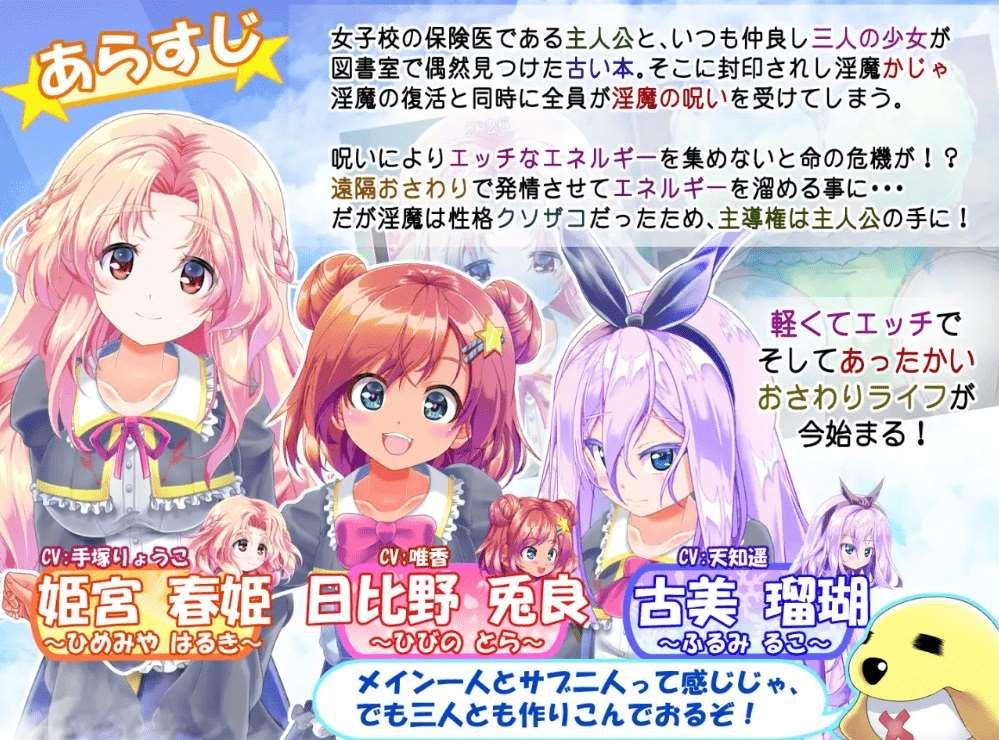 あらすじ
女子校の保険医である主人公と、いつも仲良し三人の少女が
図書室で偶然見つけた古い本。そこに封印されし淫魔かじゃ
淫魔の復活と同時に全員が淫魔の呪いを受けてしまう。
呪いによりエッチなエネルギーを集めないと命の危機が！？
遠隔おさわりで発情させてエネルギーを溜める事に・・・
だが淫魔は性格クソザコだったため、主導権は主人公の手に！
軽くてエッチで
そしてあったかい
おさわりライフが
今始まる！
CV:手塚りょうこ
姫宮 春姫
～ひめみや はるき～
CV:唯香
日比野 兎良
～ひびの とら～
CV:天知遥
古美 瑠瑚
～ふるみ るこ～
メイン一人とサブ二人って感じじゃ、
でも三人とも作りこんでおるぞ！